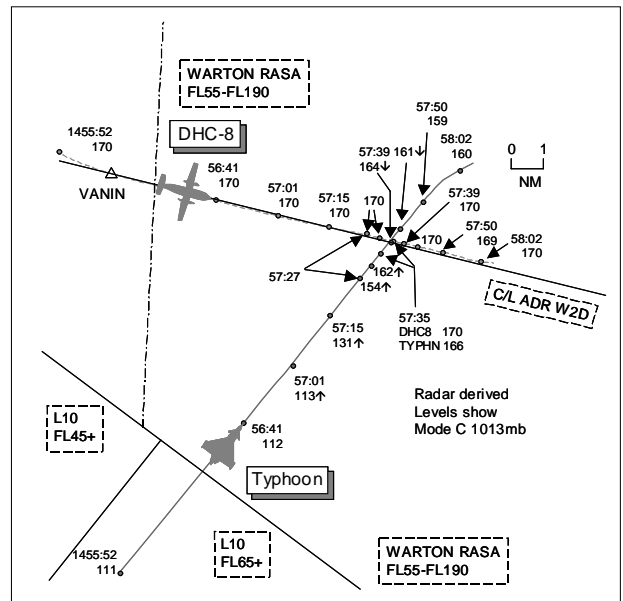 WARTON RASA
FL55-FL190
DHC-8
1455:52
170
VANIN
56:41
170
57:01
170
57:15
170
170
57:39
164↓
161↓
57:50
159
58:02
160
0 1
NM
57:39
170
170
57:50
169
58:02
170
57:27
162↑
154↑
C/L ADR W2D
57:35
DHC8 170
TYPHN 166
57:15
131↑
57:01
113↑
Radar derived
Levels show
Mode C 1013mb
56:41
112
L10
FL45+
Typhoon
L10
FL65+
1455:52
111
WARTON RASA
FL55-FL190